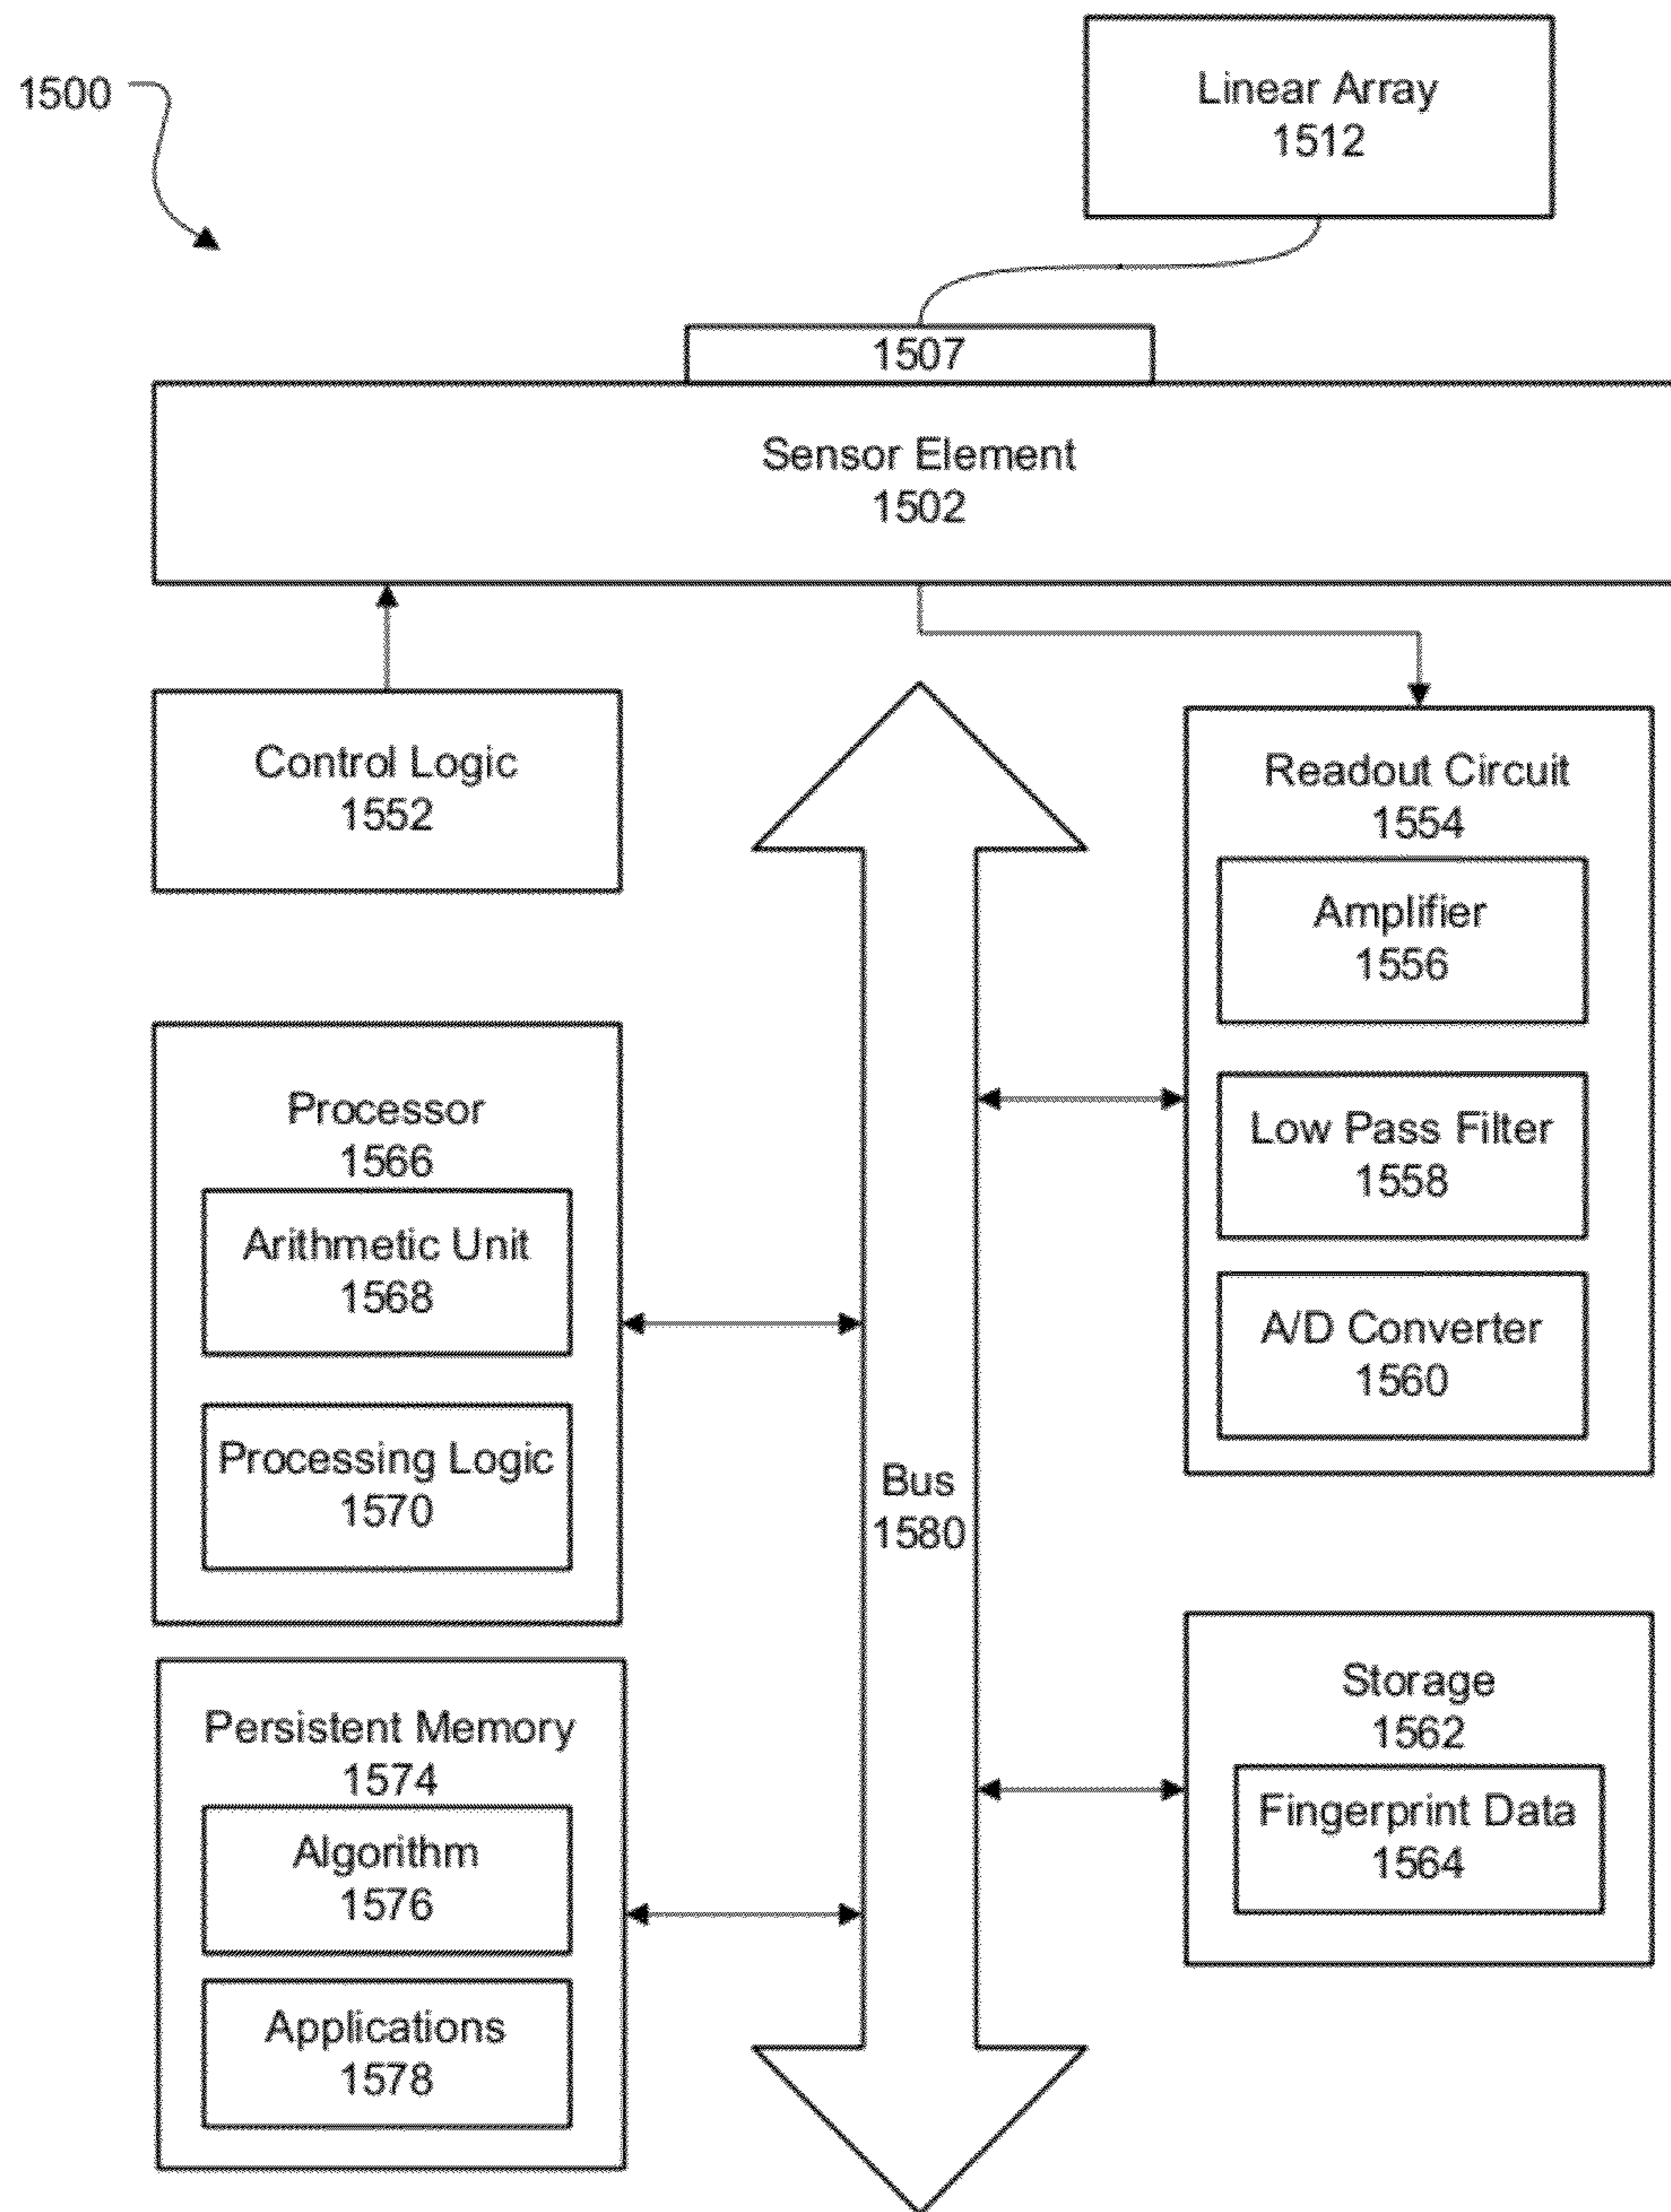 1500
Linear Array
1512
1507
Sensor Element
1502
Control Logic
1552
Readout Circuit
1554
Amplifier
1556
Low Pass Filter
1558
A/D Converter
1560
Processor
1566
Arithmetic Unit
1568
Processing Logic
1570
Bus
1580
Persistent Memory
1574
Algorithm
1576
Applications
1578
Storage
1562
Fingerprint Data
1564